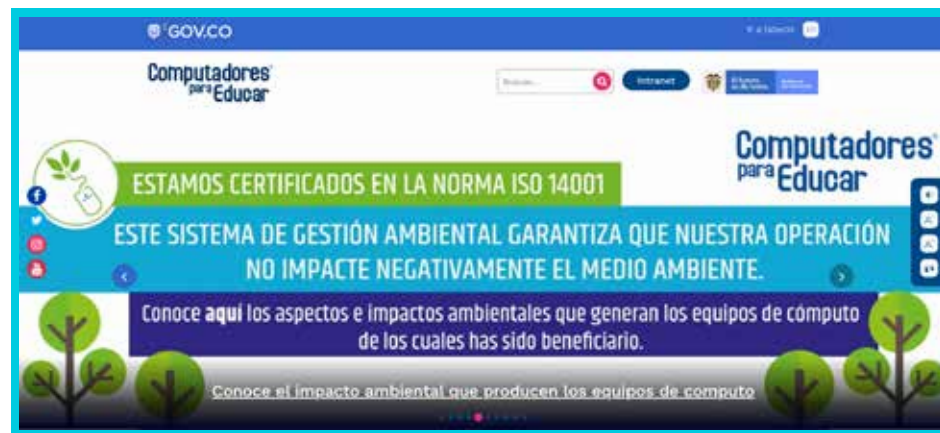 GOV.CO
Computadores
para Educar
Intranet
Computadores
para Educar
ESTAMOS CERTIFICADOS EN LA NORMA ISO 14001
ESTE SISTEMA DE GESTIÓN AMBIENTAL GARANTIZA QUE NUESTRA OPERACIÓN
NO IMPACTE NEGATIVAMENTE EL MEDIO AMBIENTE.
Conoce aquí los aspectos e impactos ambientales que generan los equipos de cómputo
de los cuales has sido beneficiario.
Conoce el impacto ambiental que producen los equipos de computo